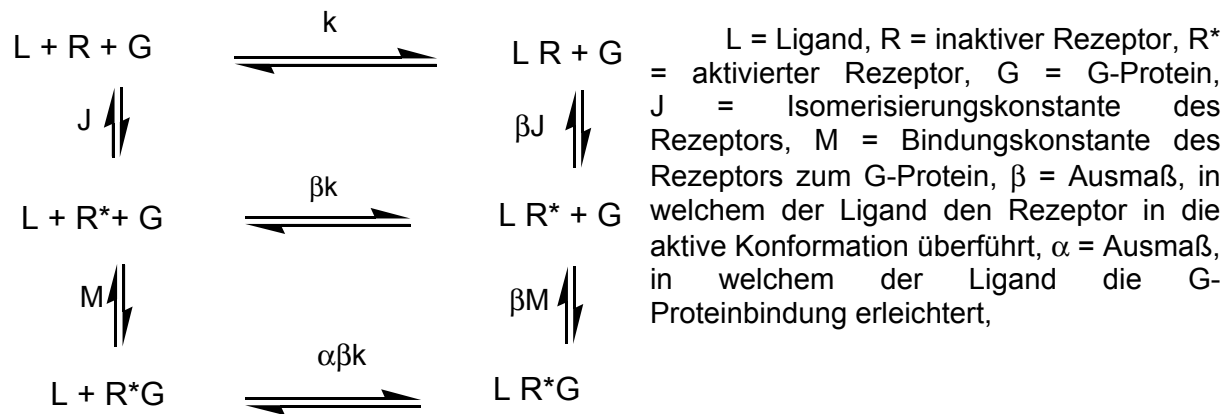 k
L + R + G
L R + G
J
βJ
βk
L + R*+ G
L R* + G
M
βM
αβk
L + R*G
L R*G
L = Ligand, R = inaktiver Rezeptor, R*
= aktivierter Rezeptor, G = G-Protein,
J = Isomerisierungskonstante des
Rezeptors, M = Bindungskonstante des
Rezeptors zum G-Protein, β = Ausmaß, in
welchem der Ligand den Rezeptor in die
aktive Konformation überführt, α = Ausmaß,
in welchem der Ligand die G-
Proteinbindung erleichtert,